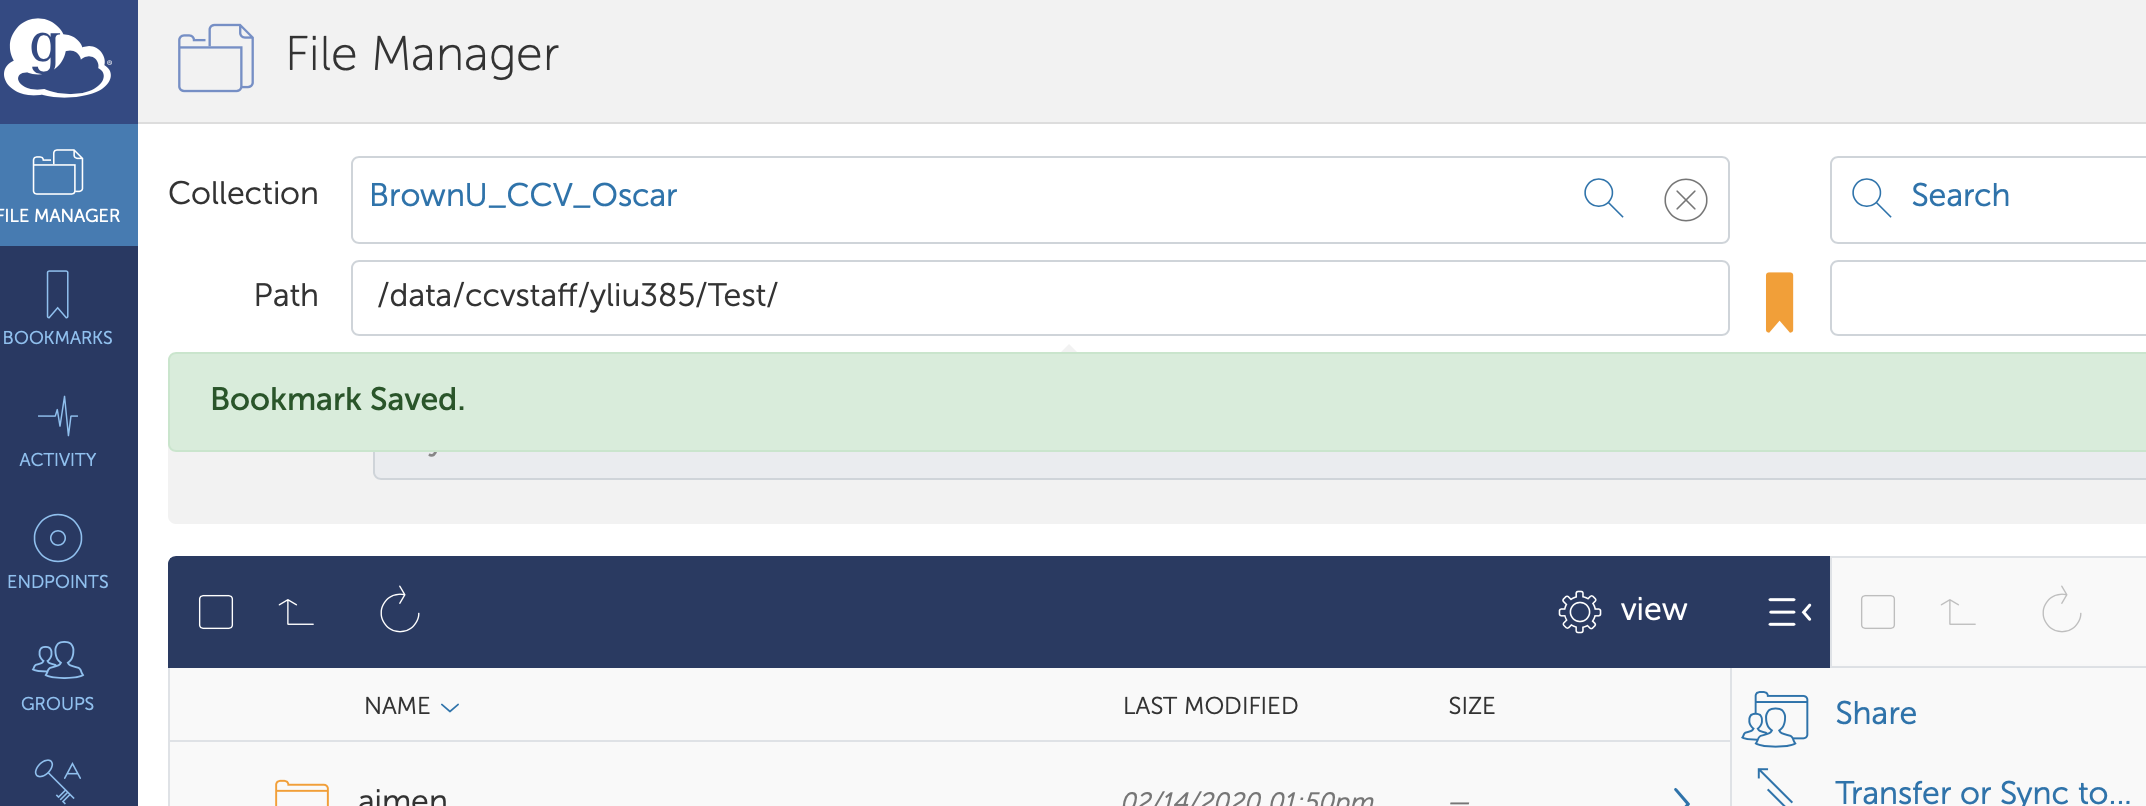 g
File Manager
FILE MANAGER
BOOKMARKS
ACTIVITY
ENDPOINTS
GROUPS
Collection
BrownU_CCV_Oscar
Search
Path
/data/ccvstaff/yliu385/Test/
Bookmark Saved.
view
NAME
LAST MODIFIED
SIZE
Share
aimen
02/14/2020 01:50pm
—
Transfer or Sync to...